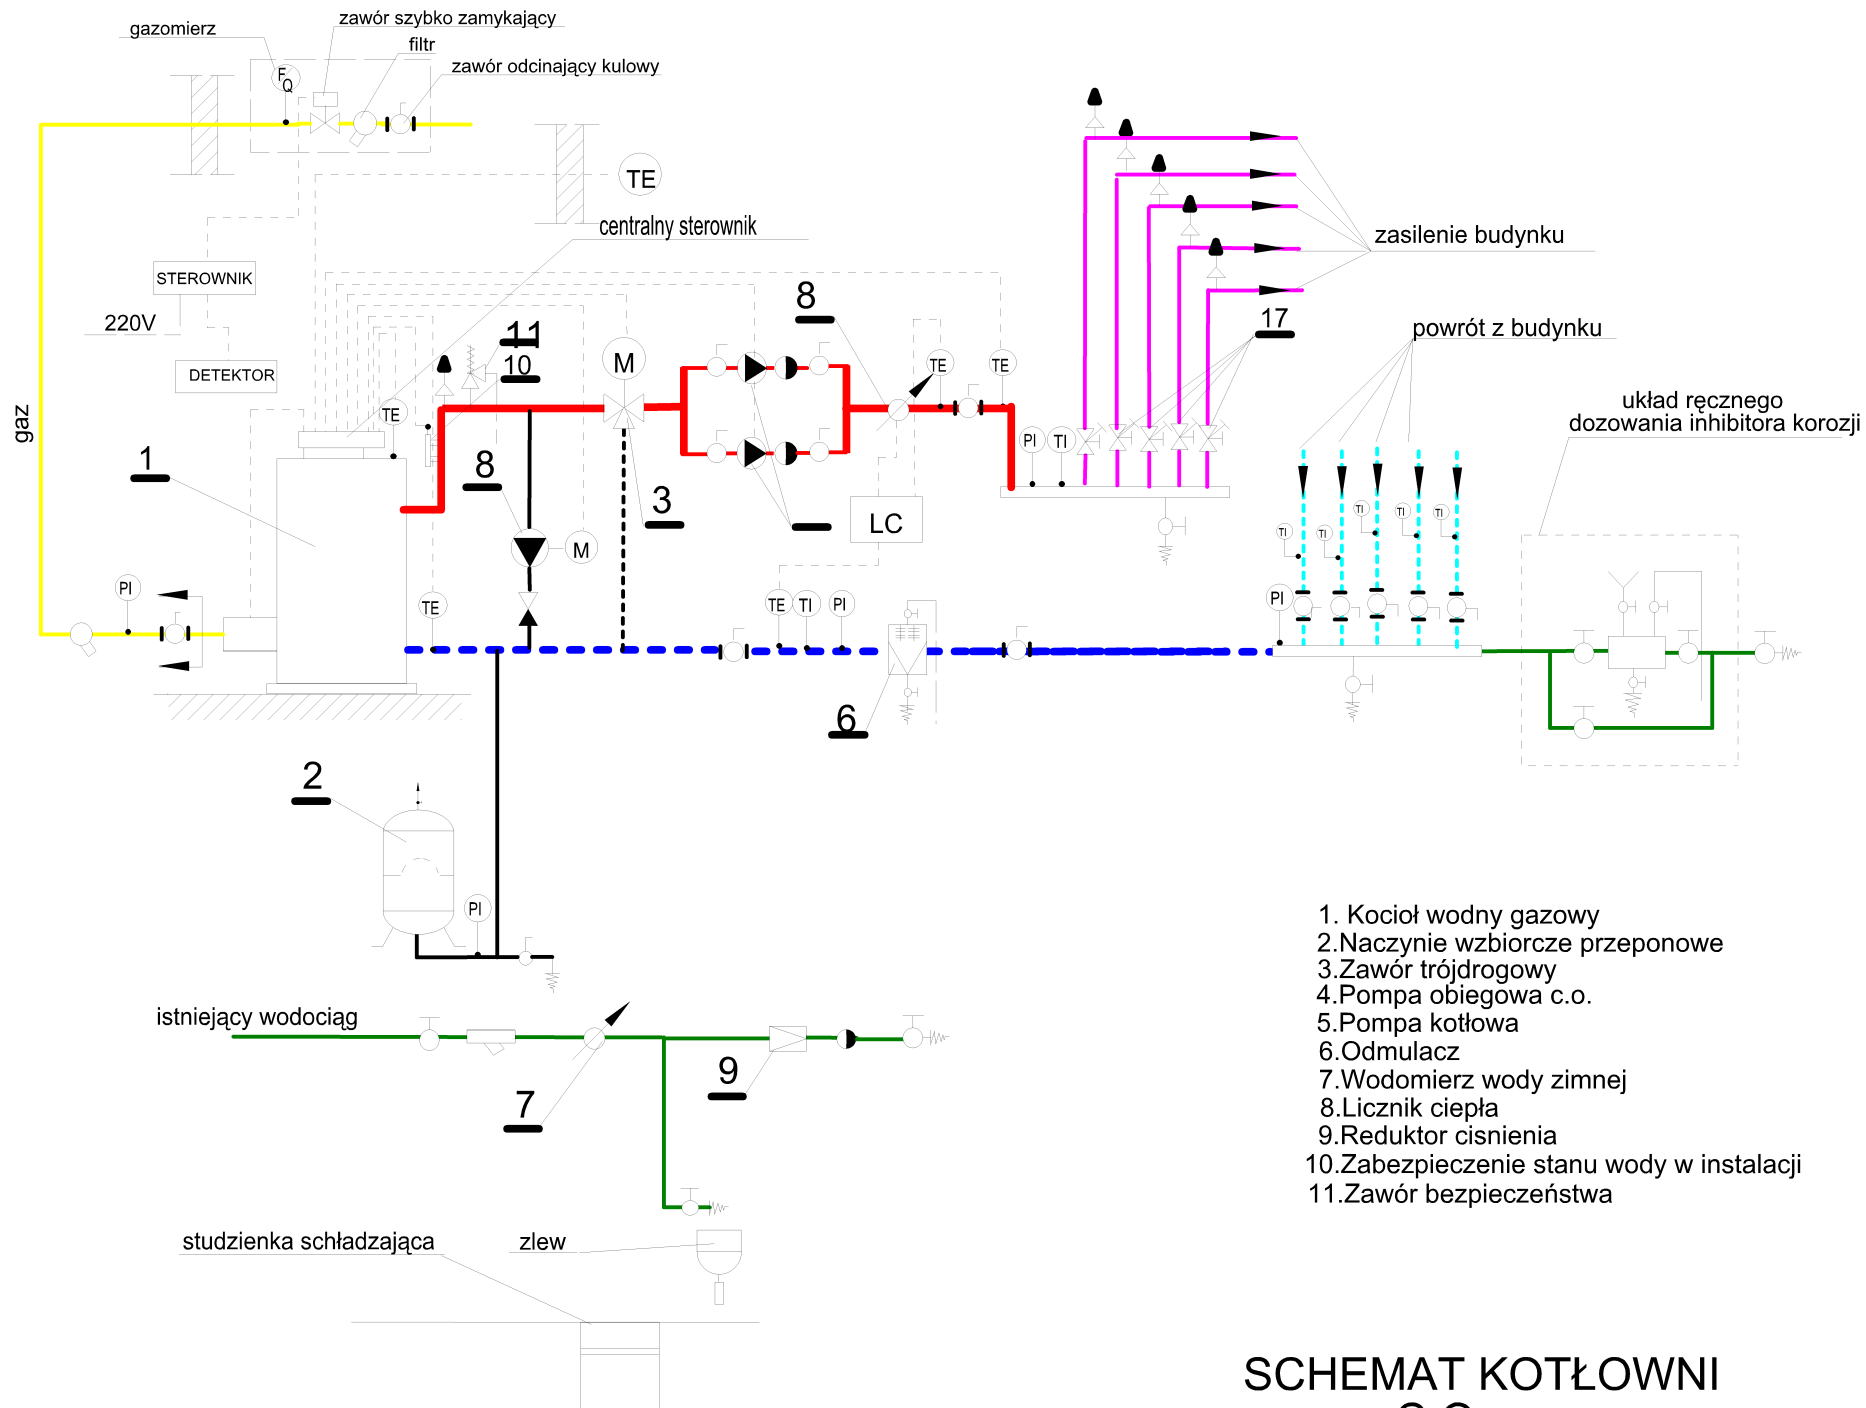 zawór szybko zamykający
gazomierz
filtr
zawór odcinający kulowy
F
Q
TE
centralny sterownik
zasilenie budynku
STEROWNIK
220V
DETEKTOR
gaz
11
10
8
17
powrót z budynku
M
TE
TE
TE
układ ręcznego
dozowania inhibitora korozji
PI
TI
1
8
3
LC
M
TI
TI
TI
TI
TI
PI
TE
TE
TI
PI
PI
6
2
PI
1. Kocioł wodny gazowy
2.Naczynie wzbiorcze przeponowe
3.Zawór trójdrogowy
4.Pompa obiegowa c.o.
5.Pompa kotłowa
6.Odmulacz
7.Wodomierz wody zimnej
8.Licznik ciepła
9.Reduktor cisnienia
10.Zabezpieczenie stanu wody w instalacji
11.Zawór bezpieczeństwa
istniejący wodociąg
9
7
studzienka schładzająca
zlew
SCHEMAT KOTŁOWNI